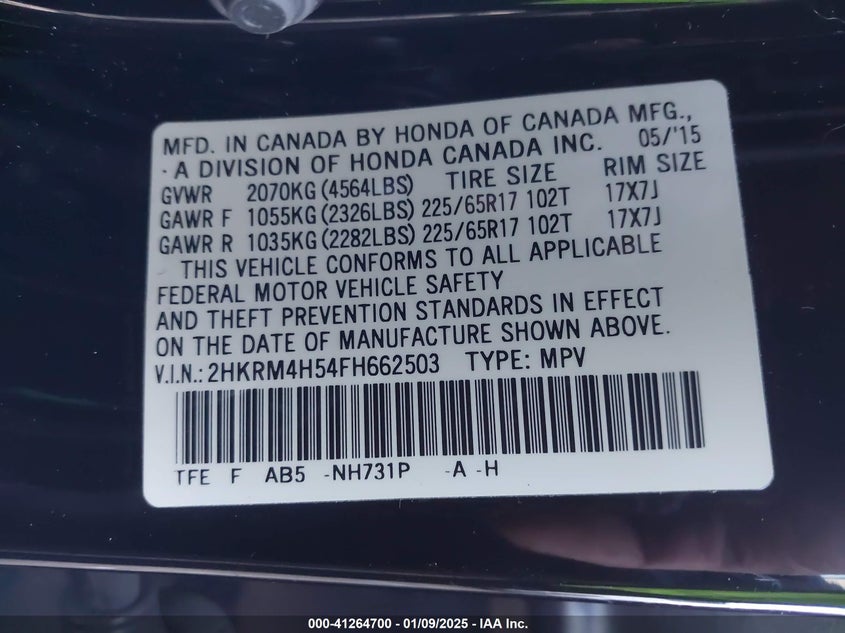 MFD. IN CANADA BY HONDA OF CANADA MFG.,
A DIVISION OF HONDA CANADA INC. 05/'15
GVWR 2070KG (4564LBS) TIRE SIZE RIM SIZE
GAWR F 1055KG (2326LBS) 225/65R17 102T 17X7J
GAWR R 1035KG (2282LBS) 225/65R17 102T 17X7J
THIS VEHICLE CONFORMS TO ALL APPLICABLE
FEDERAL MOTOR VEHICLE SAFETY
AND THEFT PREVENTION STANDARDS IN EFFECT
ON THE DATE OF MANUFACTURE SHOWN ABOVE.
V.I.N.: 2HKRM4H54FH662503 TYPE: MPV
TFE F AB5 -NH731P -A -H
000-41264700 - 01/09/2025 - IAA Inc.